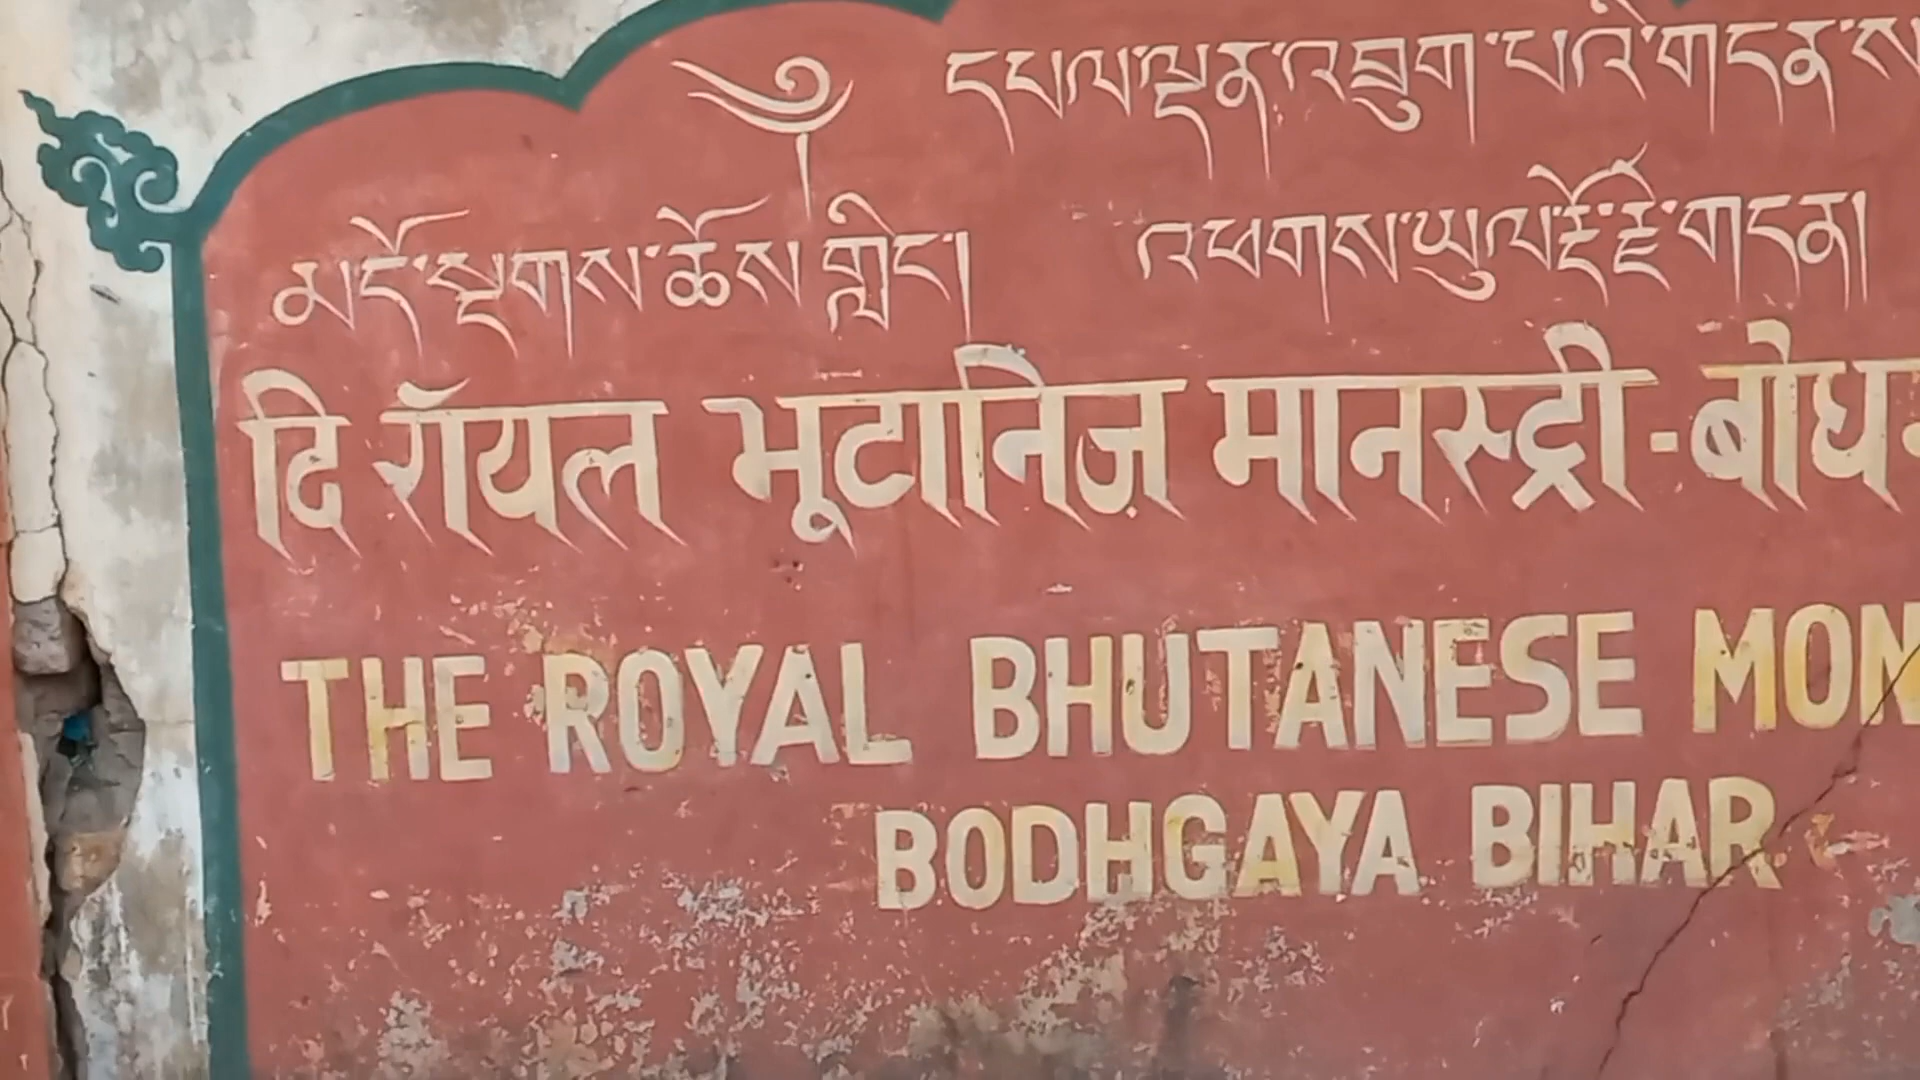 ༄ དཔལ་ལྡན་འབྲུག་པའི་གདན་ས
མདོ་སྔགས་ཆོས་གླིང་། འཕགས་ཡུལ་རྡོ་རྗེ་གདན།
दि रॉयल भूटानिज़ मानस्ट्री-बोध
THE ROYAL BHUTANESE MON
BODHGAYA BIHAR